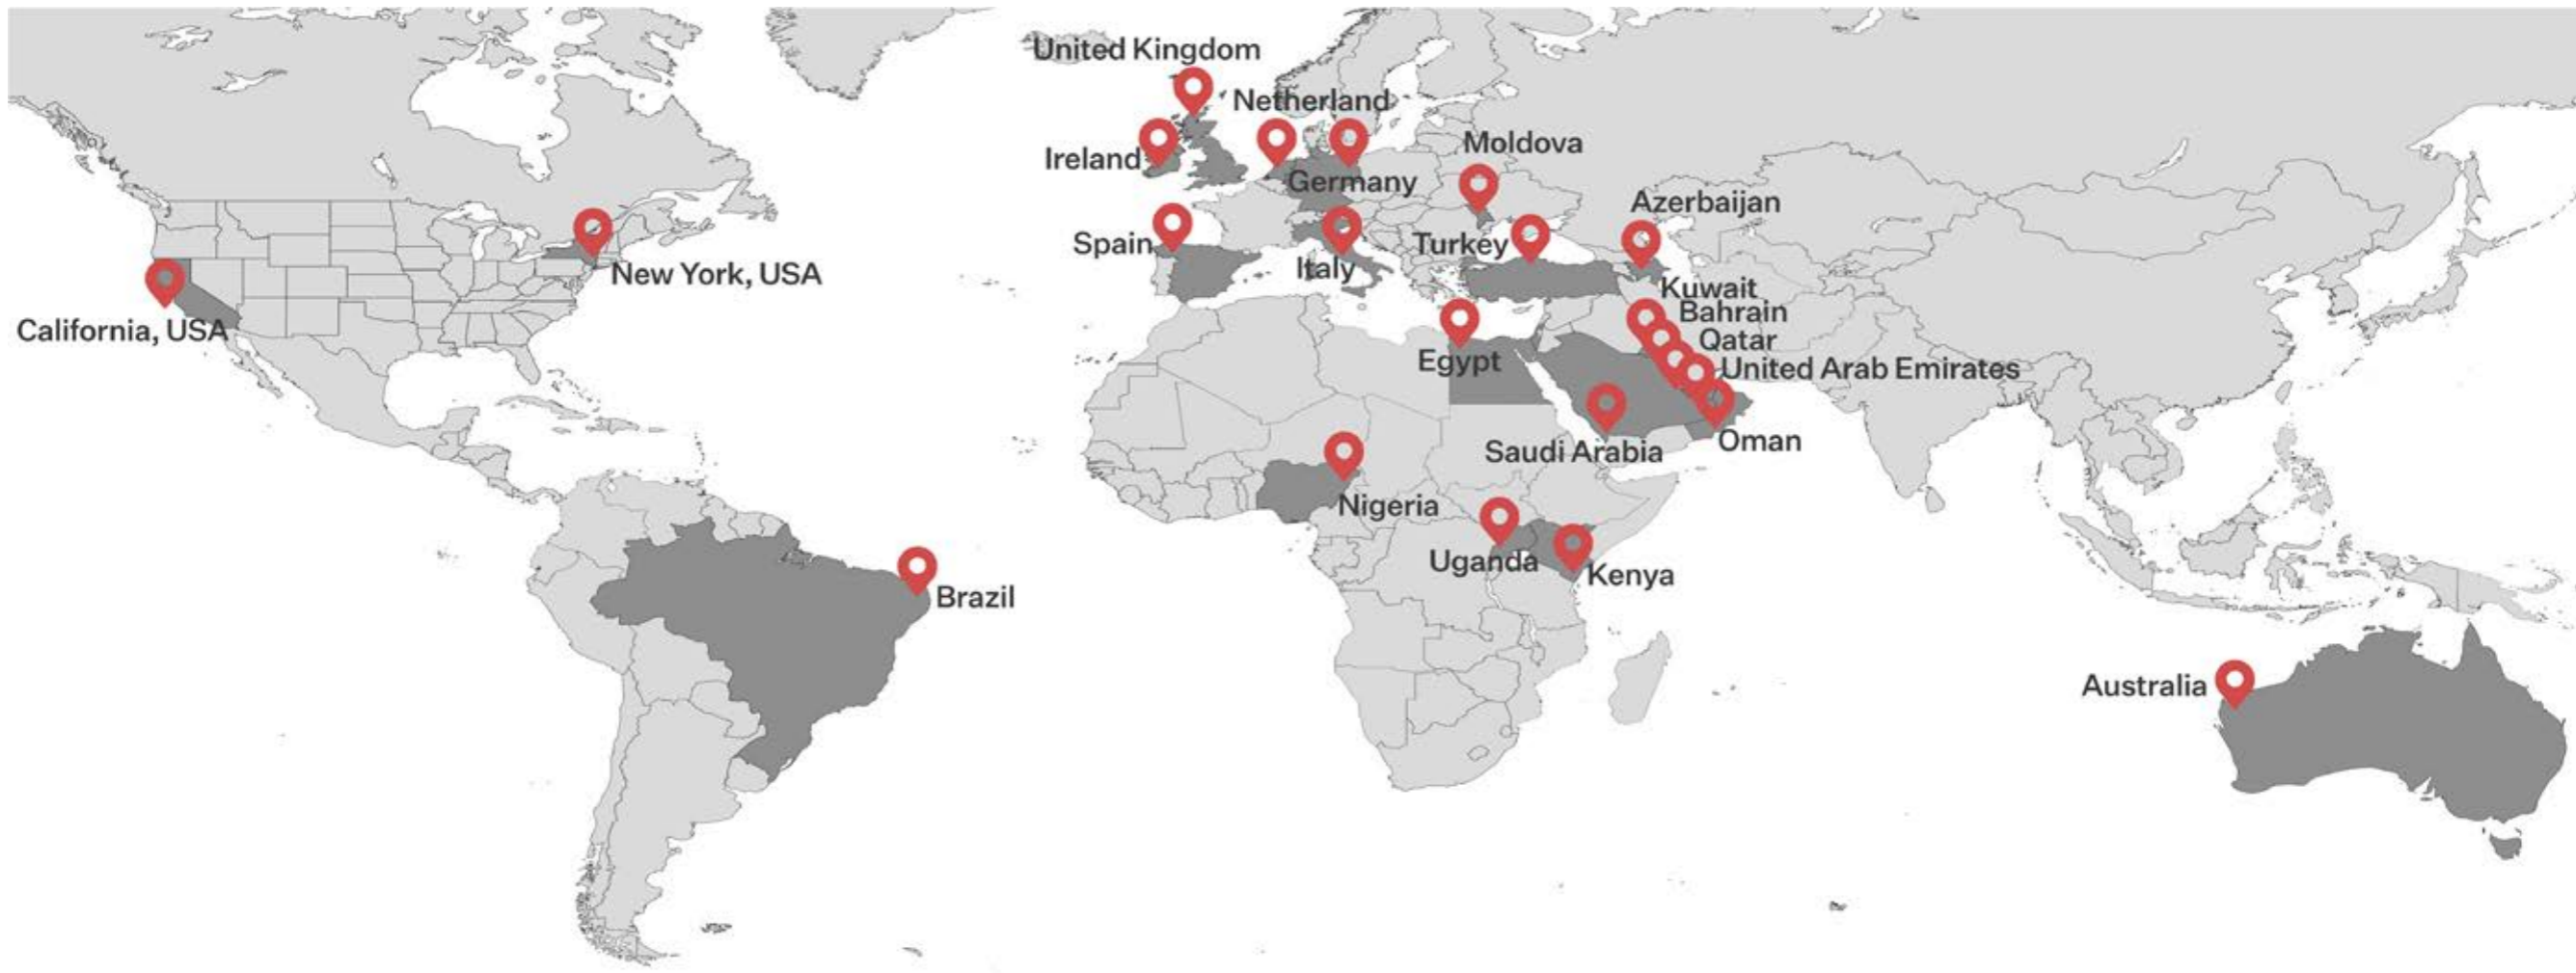 United Kingdom
Netherland
Moldova
Ireland
Germany
Azerbaijan
Spain
Turkey
Italy
New York, USA
Kuwait
Bahrain
California, USA
Qatar
Egypt
United Arab Emirates
Oman
Saudi Arabia
Nigeria
Uganda
Kenya
Brazil
Australia